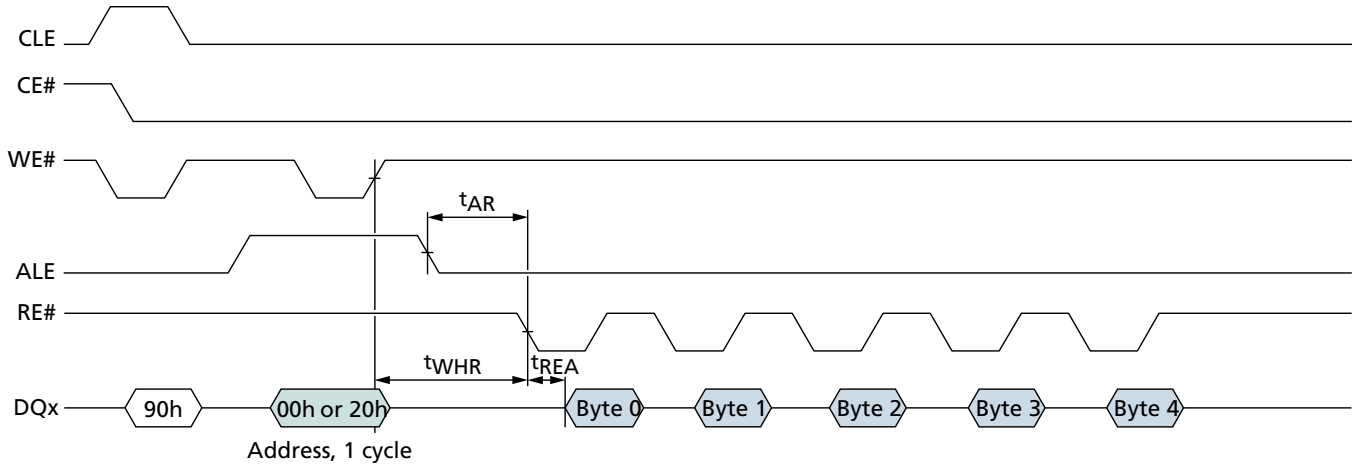 CLE
CE#
WE#
tAR
ALE
RE#
tWHR tREA
DQx 90h 00h or 20h Byte 0 Byte 1 Byte 2 Byte 3 Byte 4
Address, 1 cycle